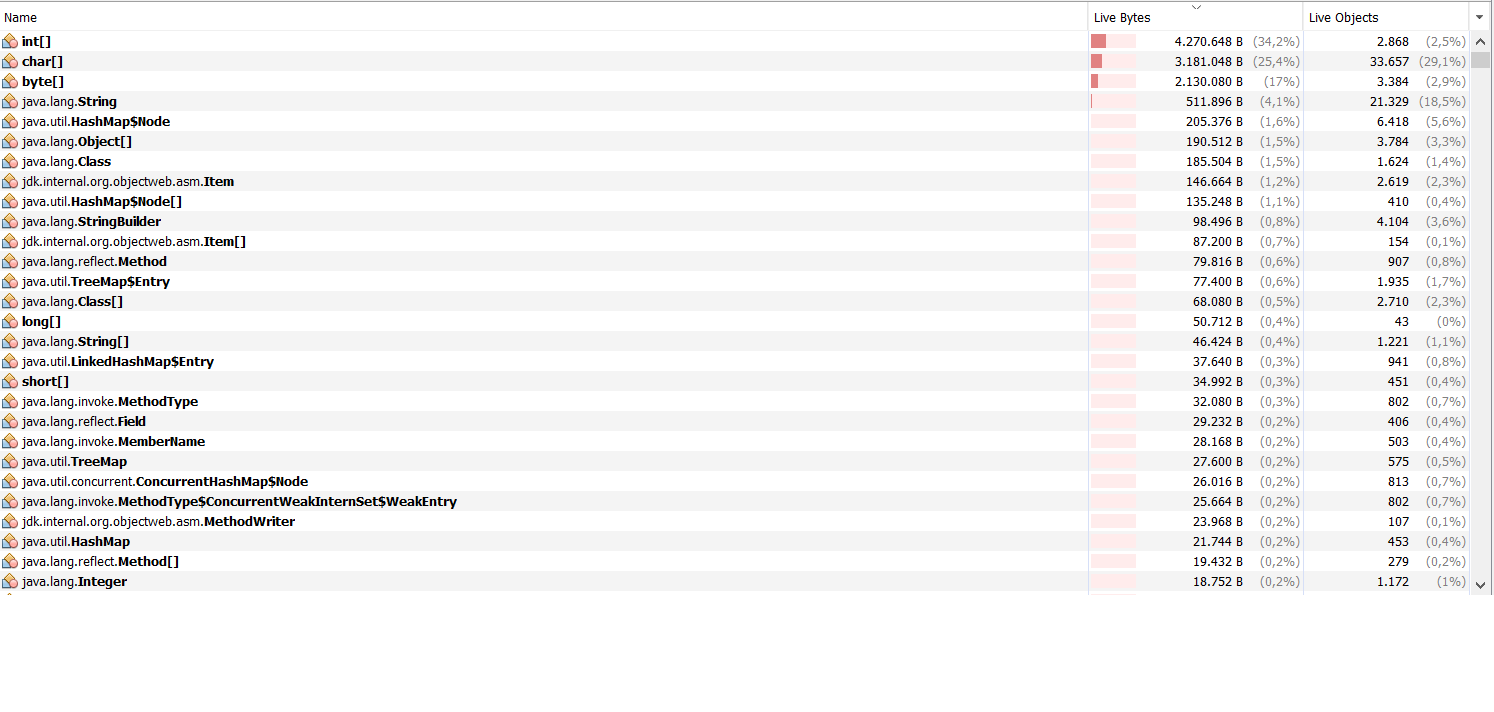 Name Live Bytes Live Objects
int[] 4.270.648 B (34,2%) 2.868 (2,5%)
char[] 3.181.048 B (25,4%) 33.657 (29,1%)
byte[] 2.130.080 B (17%) 3.384 (2,9%)
java.lang.String 511.896 B (4,1%) 21.329 (18,5%)
java.util.HashMap$Node 205.376 B (1,6%) 6.418 (5,6%)
java.lang.Object[] 190.512 B (1,5%) 3.784 (3,3%)
java.lang.Class 185.504 B (1,5%) 1.624 (1,4%)
jdk.internal.org.objectweb.asm.Item 146.664 B (1,2%) 2.619 (2,3%)
java.util.HashMap$Node[] 135.248 B (1,1%) 410 (0,4%)
java.lang.StringBuilder 98.496 B (0,8%) 4.104 (3,6%)
jdk.internal.org.objectweb.asm.Item[] 87.200 B (0,7%) 154 (0,1%)
java.lang.reflect.Method 79.816 B (0,6%) 907 (0,8%)
java.util.TreeMap$Entry 77.400 B (0,6%) 1.935 (1,7%)
java.lang.Class[] 68.080 B (0,5%) 2.710 (2,3%)
long[] 50.712 B (0,4%) 43 (0%)
java.lang.String[] 46.424 B (0,4%) 1.221 (1,1%)
java.util.LinkedHashMap$Entry 37.640 B (0,3%) 941 (0,8%)
short[] 34.992 B (0,3%) 451 (0,4%)
java.lang.invoke.MethodType 32.080 B (0,3%) 802 (0,7%)
java.lang.reflect.Field 29.232 B (0,2%) 406 (0,4%)
java.lang.invoke.MemberName 28.168 B (0,2%) 503 (0,4%)
java.util.TreeMap 27.600 B (0,2%) 575 (0,5%)
java.util.concurrent.ConcurrentHashMap$Node 26.016 B (0,2%) 813 (0,7%)
java.lang.invoke.MethodType$ConcurrentWeakInternSet$WeakEntry 25.664 B (0,2%) 802 (0,7%)
jdk.internal.org.objectweb.asm.MethodWriter 23.968 B (0,2%) 107 (0,1%)
java.util.HashMap 21.744 B (0,2%) 453 (0,4%)
java.lang.reflect.Method[] 19.432 B (0,2%) 279 (0,2%)
java.lang.Integer 18.752 B (0,2%) 1.172 (1%)